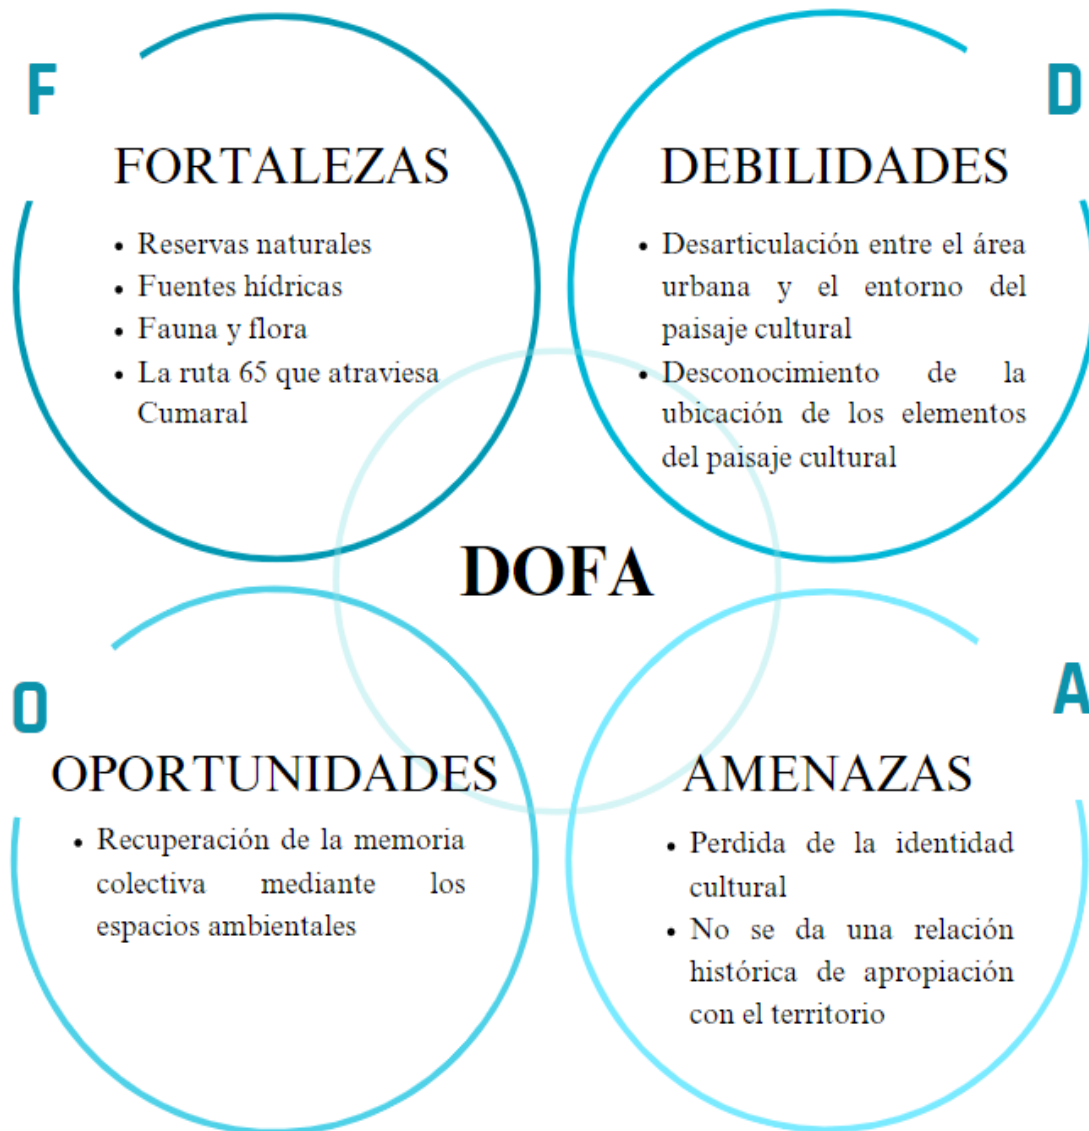 F
FORTALEZAS
• Reservas naturales
• Fuentes hídricas
• Fauna y flora
• La ruta 65 que atraviesa
Cumaral
D
DEBILIDADES
• Desarticulación entre el área
urbana y el entorno del
paisaje cultural
• Desconocimiento de la
ubicación de los elementos
del paisaje cultural
DOFA
O
OPORTUNIDADES
• Recuperación de la memoria
colectiva mediante los
espacios ambientales
A
AMENAZAS
• Perdida de la identidad
cultural
• No se da una relación
histórica de apropiación
con el territorio